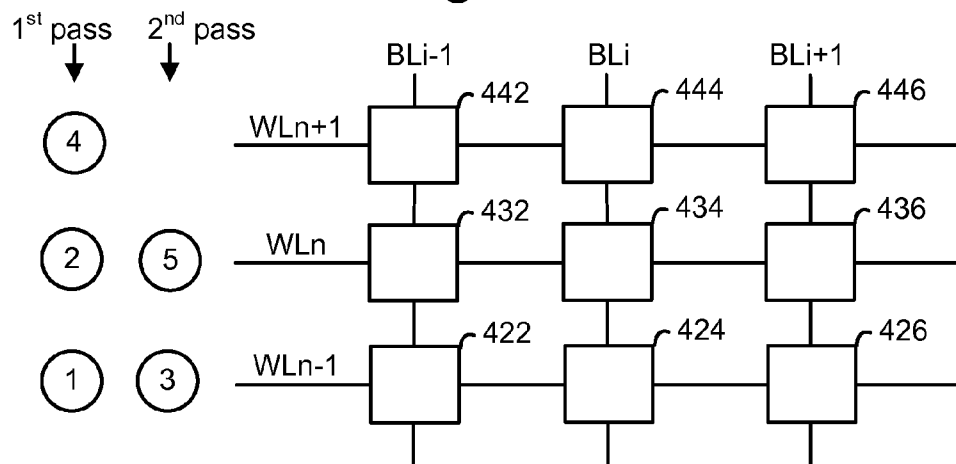 1st pass 2nd pass
BLi-1 BLi BLi+1
442 444 446
4 WLn+1
432 434 436
2 5 WLn
422 424 426
1 3 WLn-1